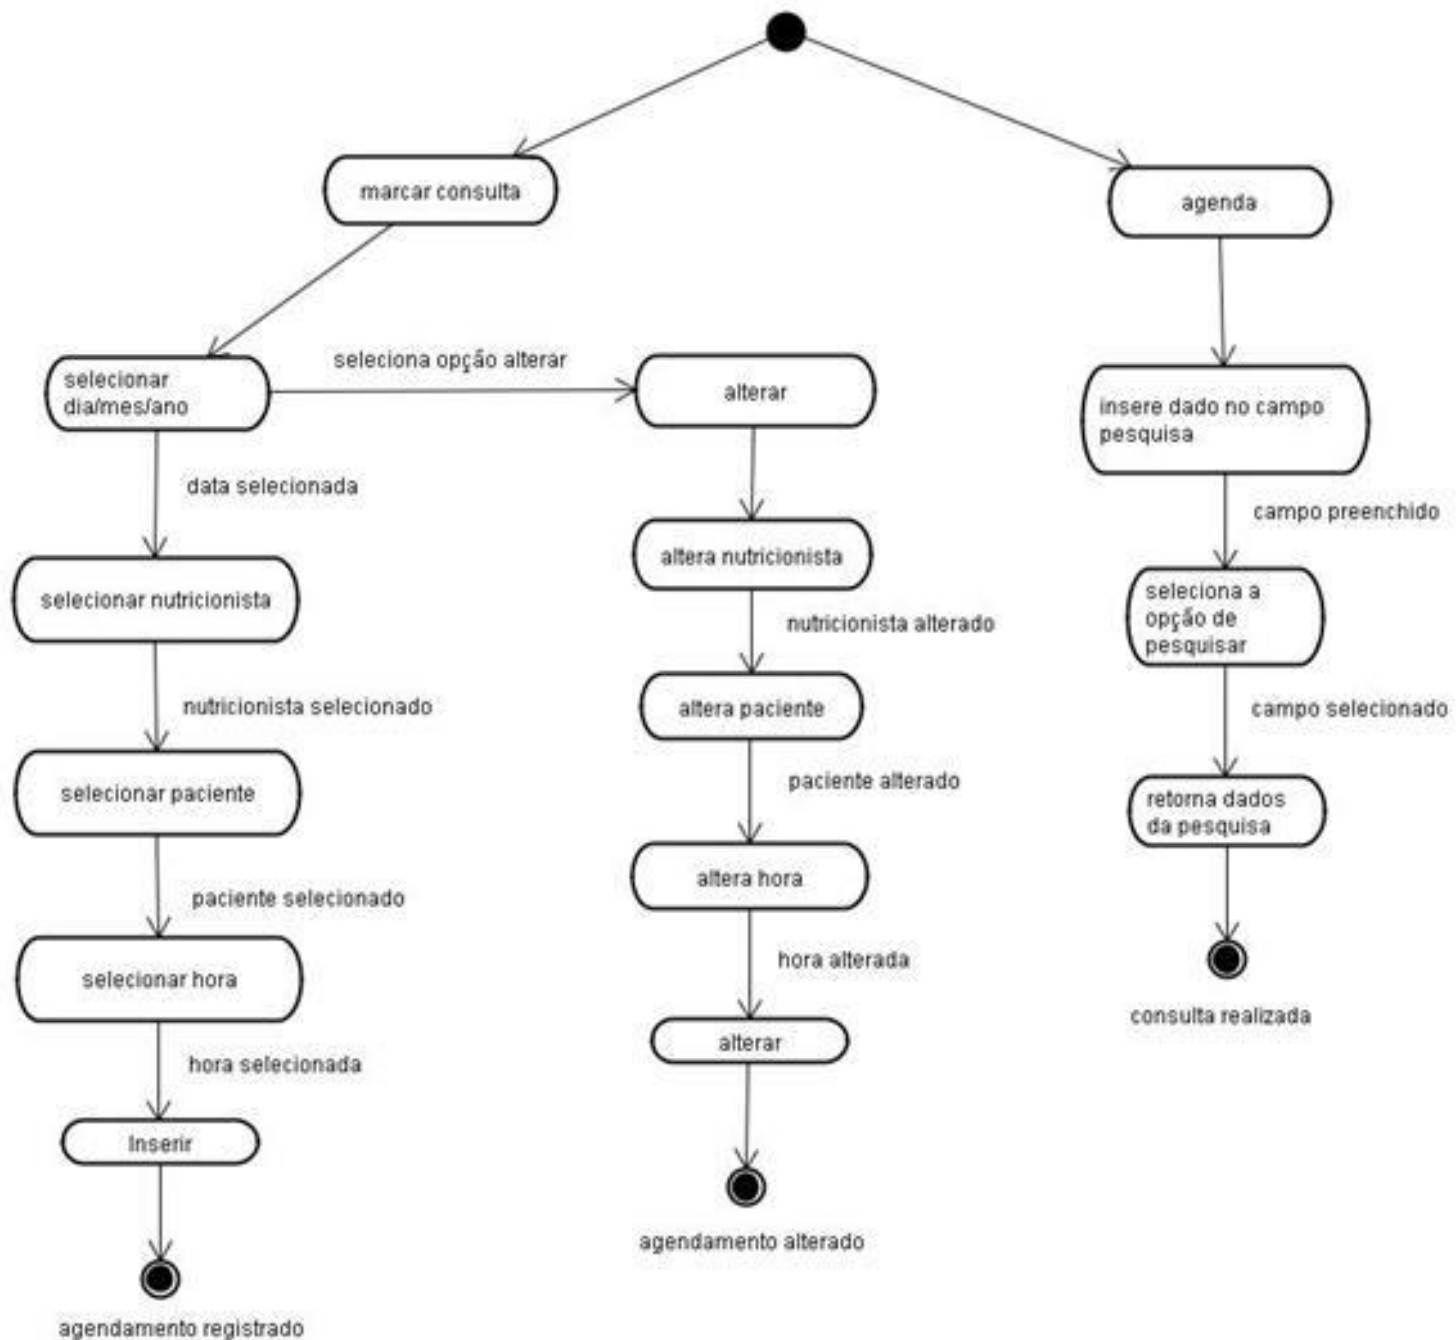 marcar consulta
agenda
selecionar
dia/mes/ano
seleciona opção alterar
alterar
insere dado no campo
pesquisa
data selecionada
campo preenchido
selecionar nutricionista
altera nutricionista
seleciona a
opção de
pesquisar
nutricionista alterado
nutricionista selecionado
altera paciente
campo selecionado
selecionar paciente
paciente alterado
retorna dados
da pesquisa
paciente selecionado
altera hora
selecionar hora
hora alterada
consulta realizada
hora selecionada
alterar
Inserir
agendamento alterado
agendamento registrado